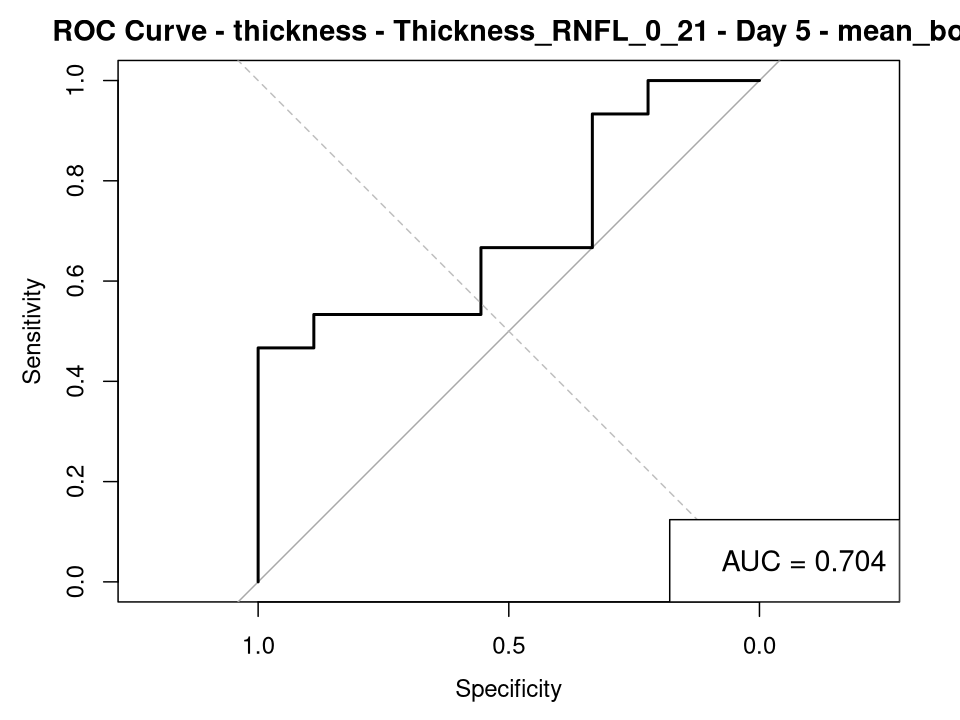 ROC Curve - thickness - Thickness_RNFL_0_21 - Day 5 - mean_bo
1.0
0.8
0.6
0.4
0.2
0.0
Sensitivity
AUC = 0.704
1.0 0.5 0.0
Specificity